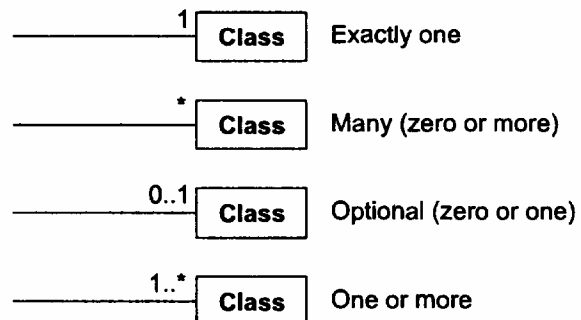 1 Class Exactly one
* Class Many (zero or more)
0..1 Class Optional (zero or one)
1..* Class One or more